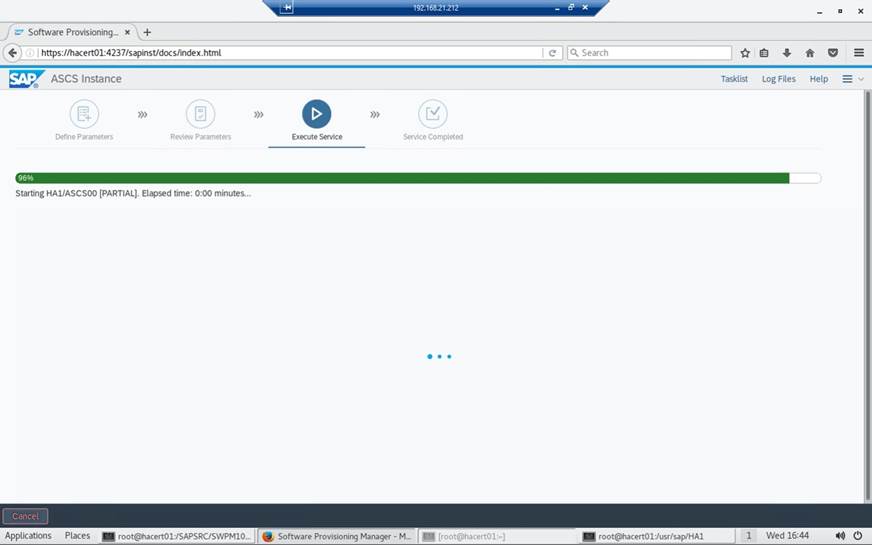 192.168.21.212
Software Provisioning...
https://hacert01:4237/sapinst/docs/index.html
Search
SAP ASCS Instance
Tasklist Log Files Help
Define Parameters Review Parameters Execute Service Service Completed
96%
Starting HA1/ASCS00 [PARTIAL]. Elapsed time: 0:00 minutes...
Cancel
Applications Places root@hacert01:/SAPSRC/SWPM10... Software Provisioning Manager - M... [root@hacert01:~] root@hacert01:/usr/sap/HA1 1 Wed 16:44